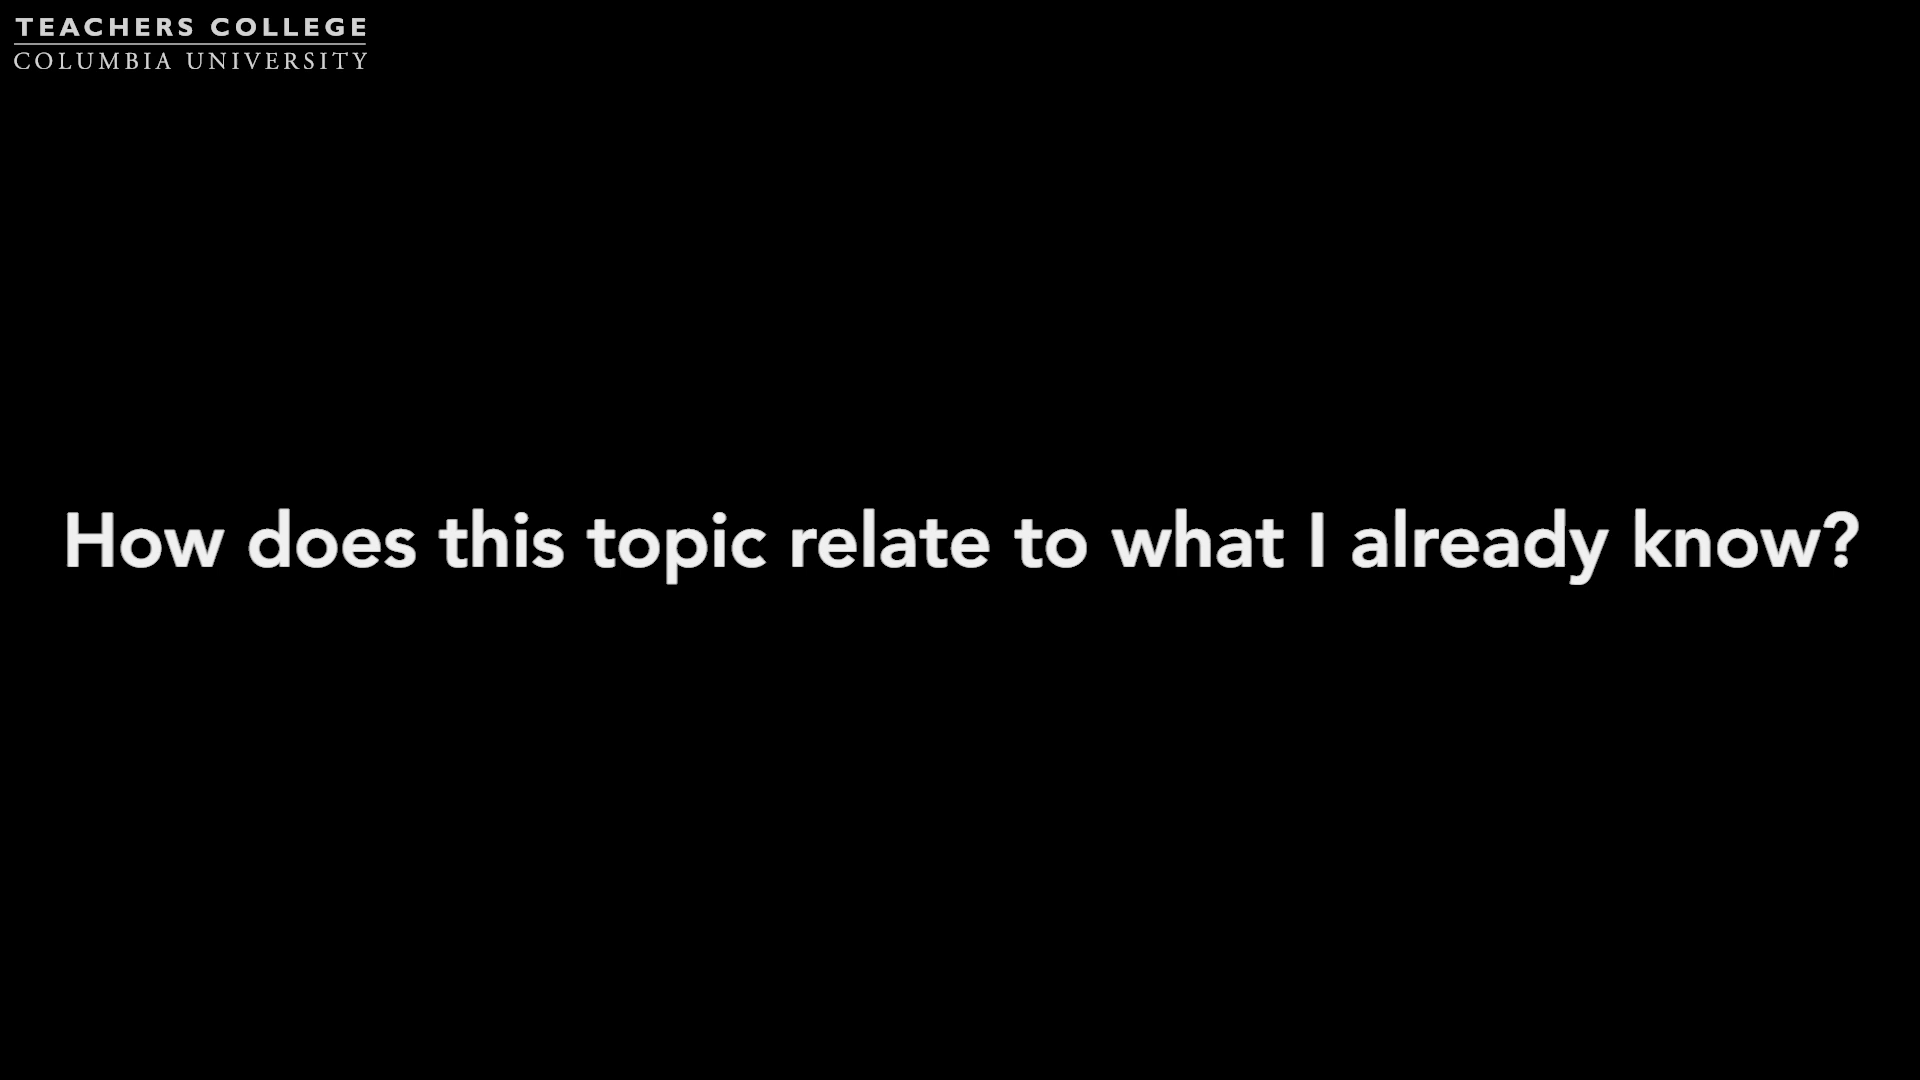 TEACHERS COLLEGE
COLUMBIA UNIVERSITY
How does this topic relate to what I already know?